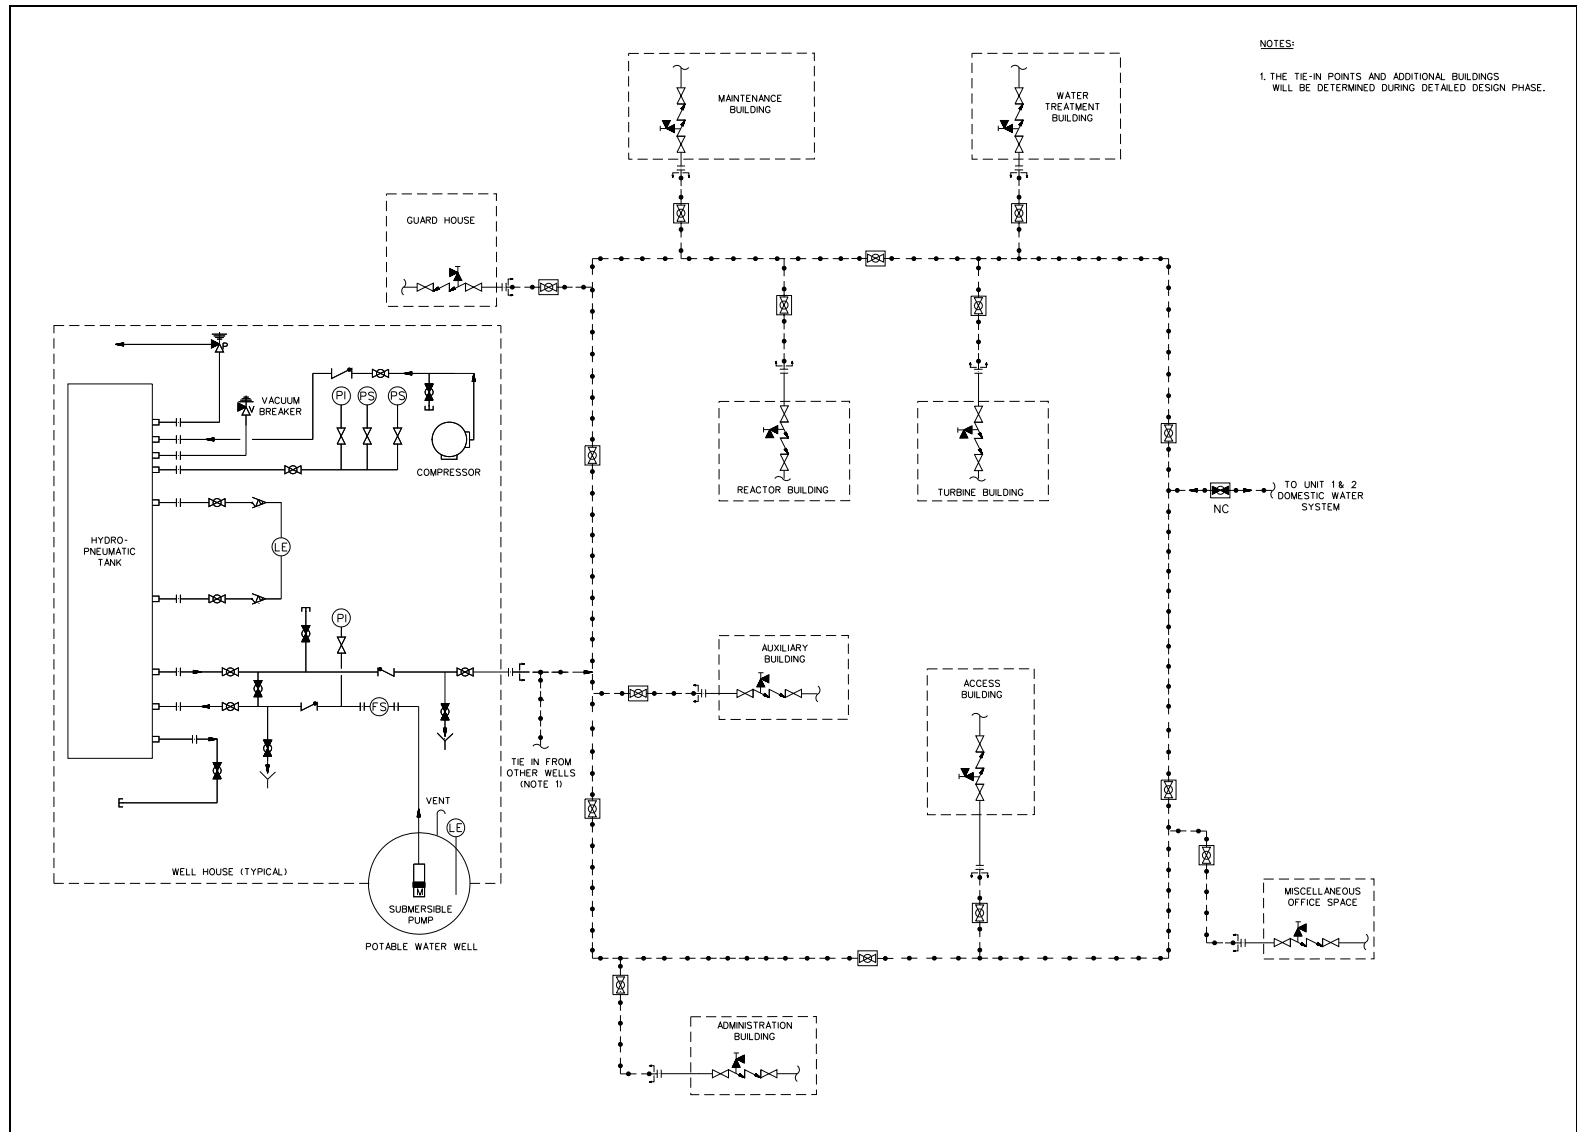 NOTES:
1. THE TIE-IN POINTS AND ADDITIONAL BUILDINGS
WILL BE DETERMINED DURING DETAILED DESIGN PHASE.
MAINTENANCE
BUILDING
WATER
TREATMENT
BUILDING
GUARD HOUSE
P
V
VACUUM
BREAKER
PI
PS
PS
COMPRESSOR
REACTOR BUILDING
TURBINE BUILDING
NC
TO UNIT 1 & 2
DOMESTIC WATER
SYSTEM
HYDRO-
PNEUMATIC
TANK
LE
PI
FS
AUXILIARY
BUILDING
ACCESS
BUILDING
TIE IN FROM
OTHER WELLS
(NOTE 1)
VENT
LE
M
SUBMERSIBLE
PUMP
WELL HOUSE (TYPICAL)
POTABLE WATER WELL
MISCELLANEOUS
OFFICE SPACE
ADMINISTRATION
BUILDING